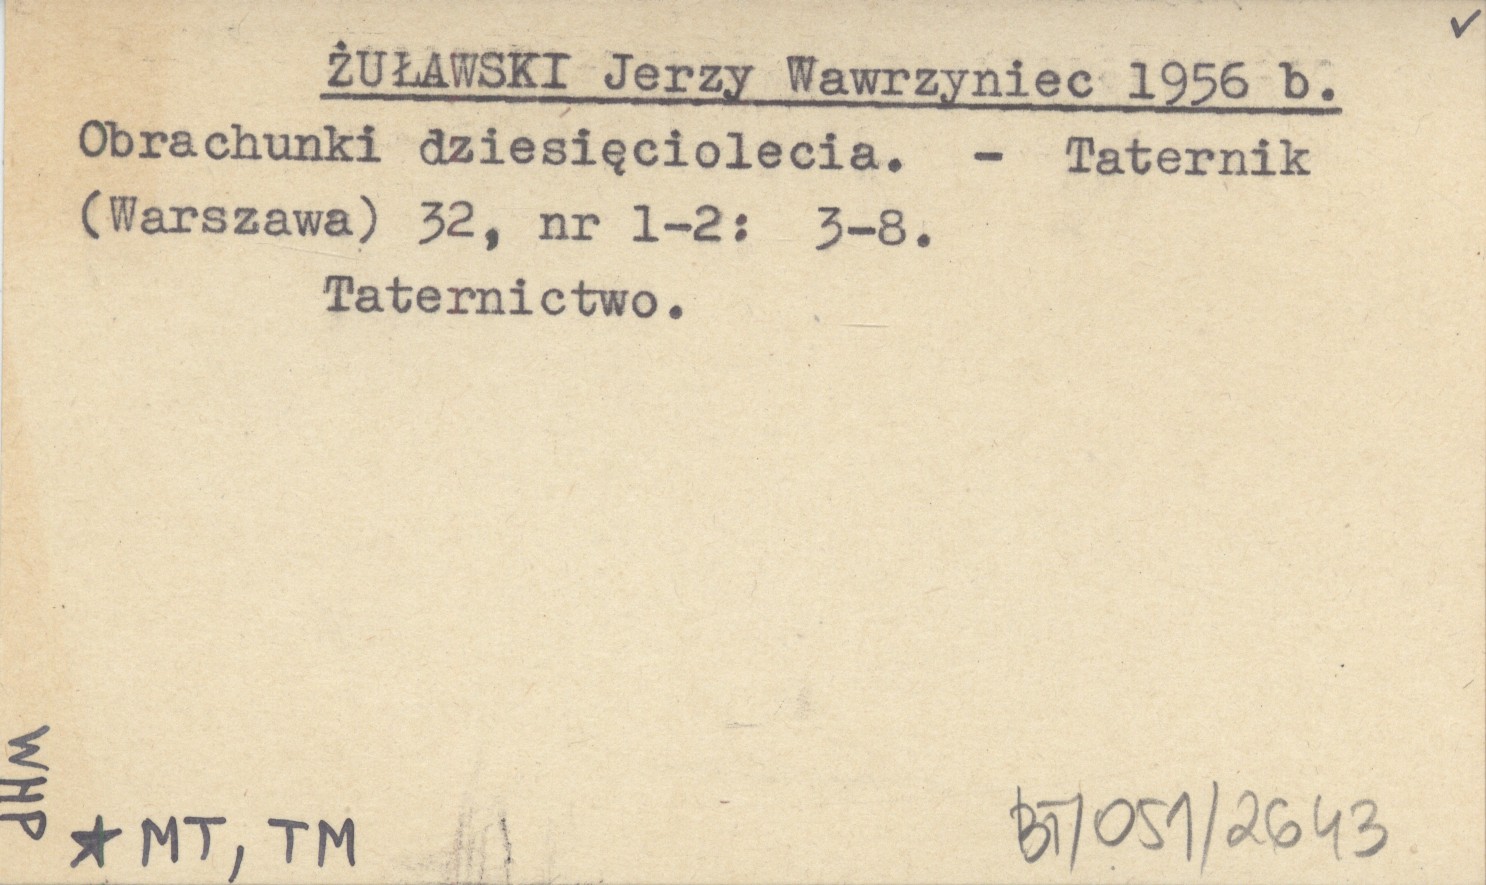 ŻUŁAWSKI Jerzy Wawrzyniec 1956 b.
Obrachunki dziesięciolecia. - Taternik
(Warszawa) 32, nr 1-2: 3-8.
Taternictwo.
WHP
★ MT, TM
BT/051/2643